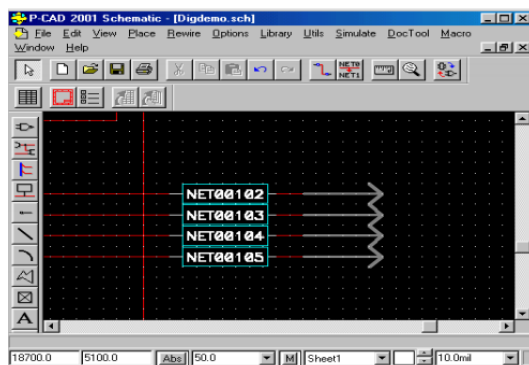 P-CAD 2001 Schematic - [Digdemo.sch]
File Edit View Place Rewire Options Library Utils Simulate DocTool Macro
Window Help
NET0
NET1
NET00102
NET00103
NET00104
NET00105
A
18700.0 5100.0 Abs 50.0 M Sheet1 10.0mil